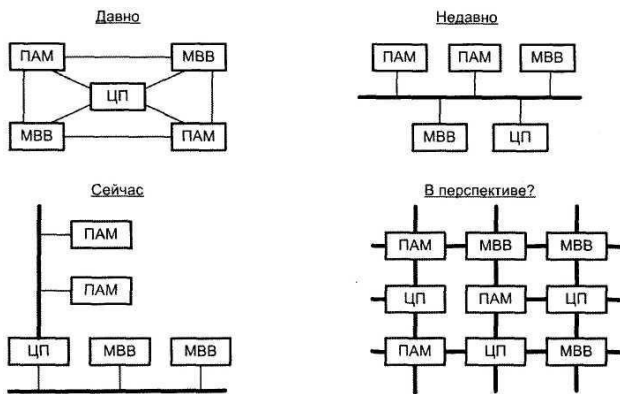 Давно
ПАМ МВВ
ЦП
МВВ ПАМ
Недавно
ПАМ ПАМ МВВ
МВВ ЦП
Сейчас
ПАМ
ПАМ
ЦП МВВ МВВ
В перспективе?
ПАМ МВВ МВВ
ЦП ПАМ ЦП
ПАМ ЦП МВВ